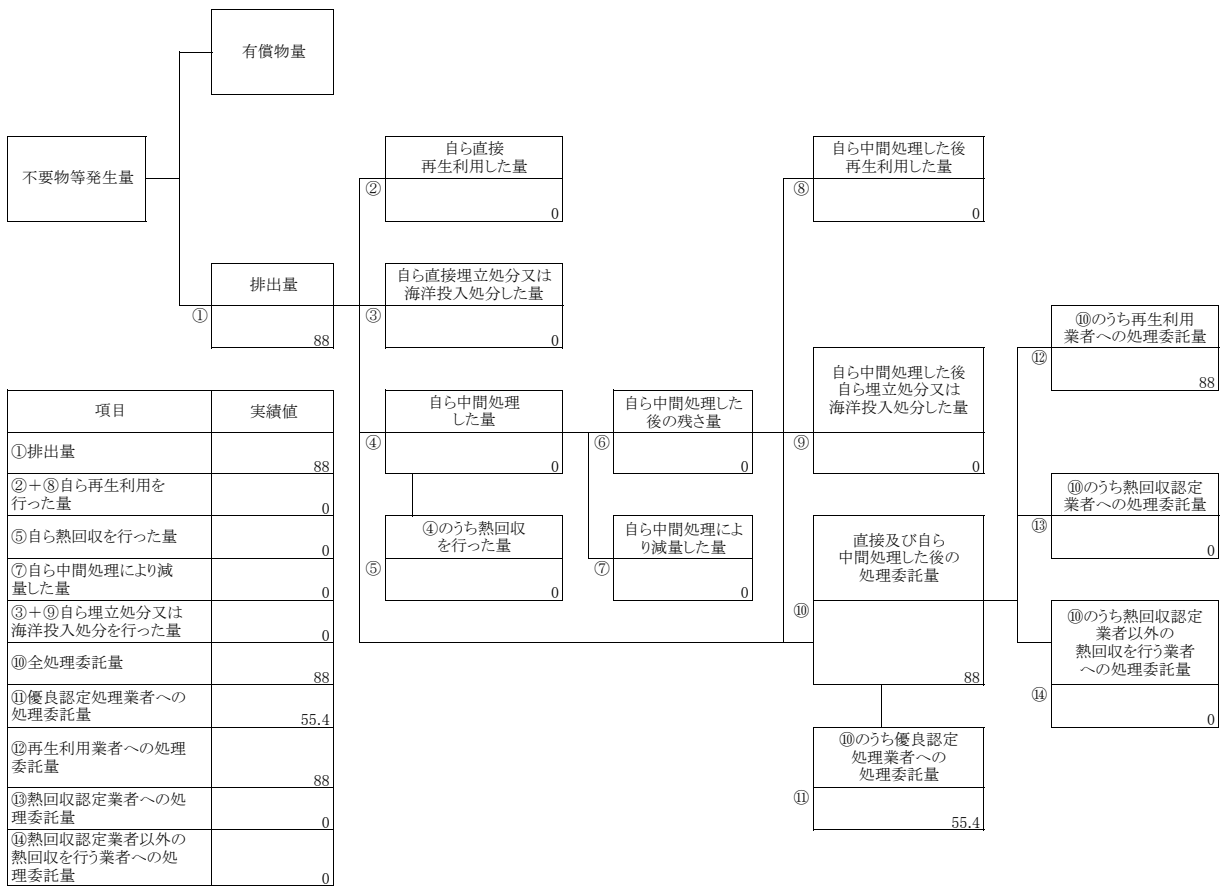 有償物量
不要物等発生量
排出量
①
88
自ら直接
再生利用した量
②
0
自ら直接埋立処分又は
海洋投入処分した量
③
0
自ら中間処理
した量
④
0
④のうち熱回収
を行った量
⑤
0
自ら中間処理した
後の残さ量
⑥
0
自ら中間処理によ
り減量した量
⑦
0
自ら中間処理した後
再生利用した量
⑧
0
自ら中間処理した後
自ら埋立処分又は
海洋投入処分した量
⑨
0
直接及び自ら
中間処理した後の
処理委託量
⑩
88
⑩のうち優良認定
処理業者への
処理委託量
⑪
55.4
⑩のうち再生利用
業者への処理委託量
⑫
88
⑩のうち熱回収認定
業者への処理委託量
⑬
0
⑩のうち熱回収認定
業者以外の
熱回収を行う業者
への処理委託量
⑭
0
項目 実績値
①排出量
88
②+⑧自ら再生利用を
行った量
0
⑤自ら熱回収を行った量
0
⑦自ら中間処理により減
量した量
0
③+⑨自ら埋立処分又は
海洋投入処分を行った量
0
⑩全処理委託量
88
⑪優良認定処理業者への
処理委託量
55.4
⑫再生利用業者への処理
委託量
88
⑬熱回収認定業者への処
理委託量
0
⑭熱回収認定業者以外の
熱回収を行う業者への処
理委託量
0